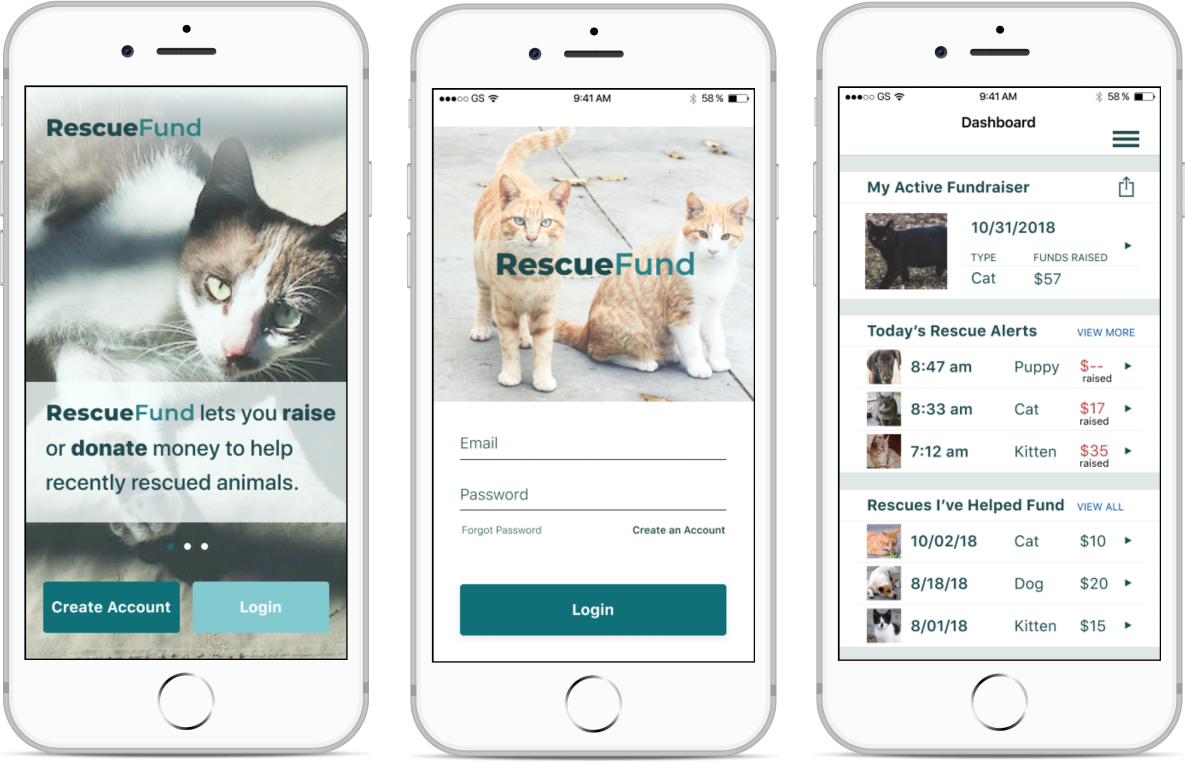 RescueFund
RescueFund lets you raise
or donate money to help
recently rescued animals.
Create Account
Login
GS
9:41 AM
58 %
RescueFund
Email
Password
Forgot Password
Create an Account
Login
GS
9:41 AM
58 %
Dashboard
My Active Fundraiser
10/31/2018
TYPE FUNDS RAISED
Cat $57
Today’s Rescue Alerts VIEW MORE
8:47 am Puppy $-- 
raised
8:33 am Cat $17
raised
7:12 am Kitten $35
raised
Rescues I’ve Helped Fund VIEW ALL
10/02/18 Cat $10
8/18/18 Dog $20
8/01/18 Kitten $15